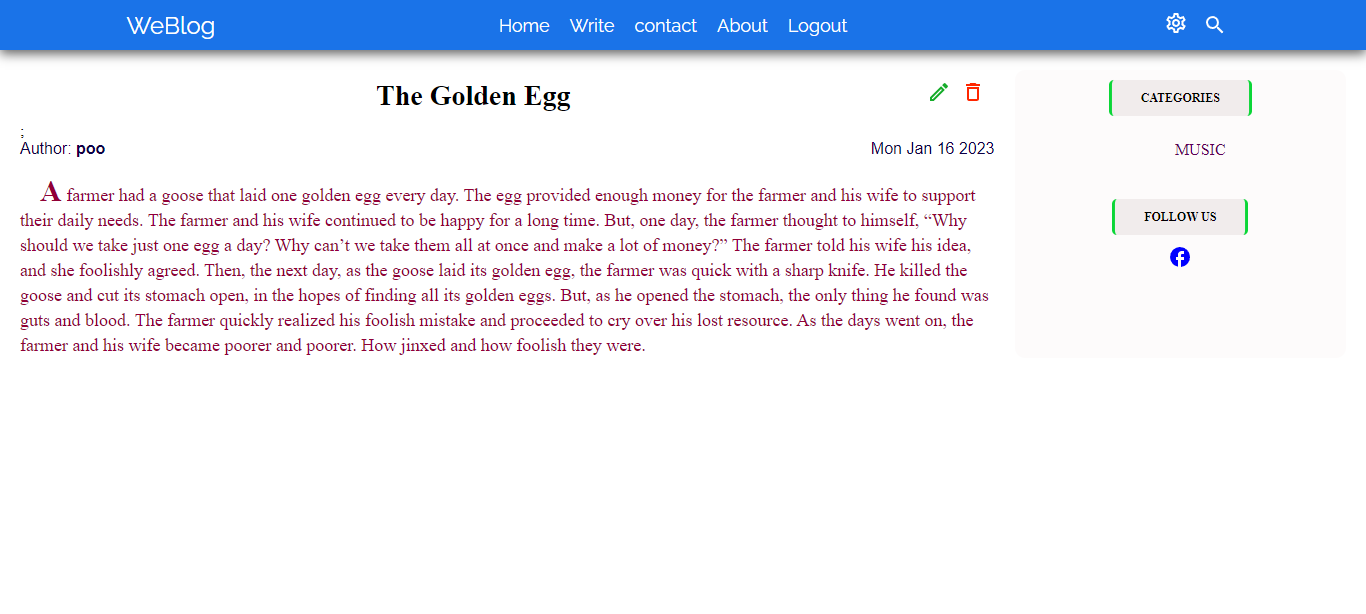 WeBlog Home Write contact About Logout
The Golden Egg
;
Author: poo Mon Jan 16 2023
A farmer had a goose that laid one golden egg every day. The egg provided enough money for the farmer and his wife to support
their daily needs. The farmer and his wife continued to be happy for a long time. But, one day, the farmer thought to himself, “Why
should we take just one egg a day? Why can’t we take them all at once and make a lot of money?” The farmer told his wife his idea,
and she foolishly agreed. Then, the next day, as the goose laid its golden egg, the farmer was quick with a sharp knife. He killed the
goose and cut its stomach open, in the hopes of finding all its golden eggs. But, as he opened the stomach, the only thing he found was
guts and blood. The farmer quickly realized his foolish mistake and proceeded to cry over his lost resource. As the days went on, the
farmer and his wife became poorer and poorer. How jinxed and how foolish they were.
CATEGORIES
MUSIC
FOLLOW US